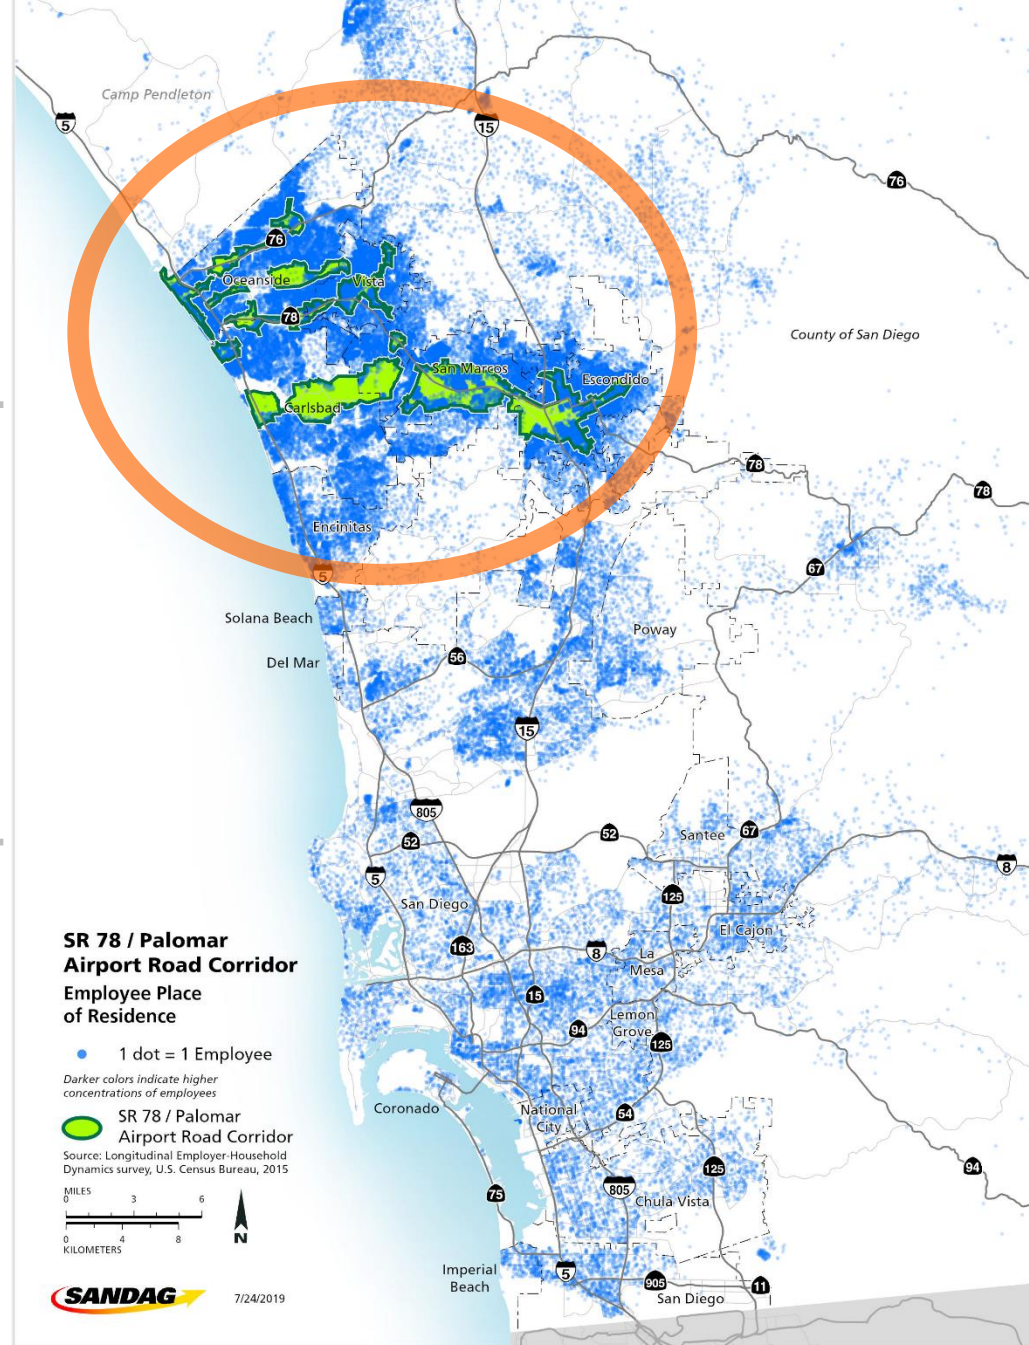 Camp Pendleton
5
15
76
76
Oceanside
Vista
78
County of San Diego
San Marcos
Escondido
Carlsbad
78
78
Encinitas
67
5
Solana Beach
Poway
56
Del Mar
15
805
52
52
Santee
67
8
5
125
San Diego
El Cajon
163
8
La
Mesa
SR 78 / Palomar
Airport Road Corridor
Employee Place
of Residence
15
Lemon
Grove
94
125
1 dot = 1 Employee
Darker colors indicate higher
concentrations of employees
Coronado
National
City
54
SR 78 / Palomar
Airport Road Corridor
Source: Longitudinal Employer-Household
Dynamics survey, U.S. Census Bureau, 2015
125
94
75
805
Chula Vista
MILES
0 3 6
0 4 8
KILOMETERS
N
Imperial
Beach
5
905
11
San Diego
SANDAG
7/24/2019